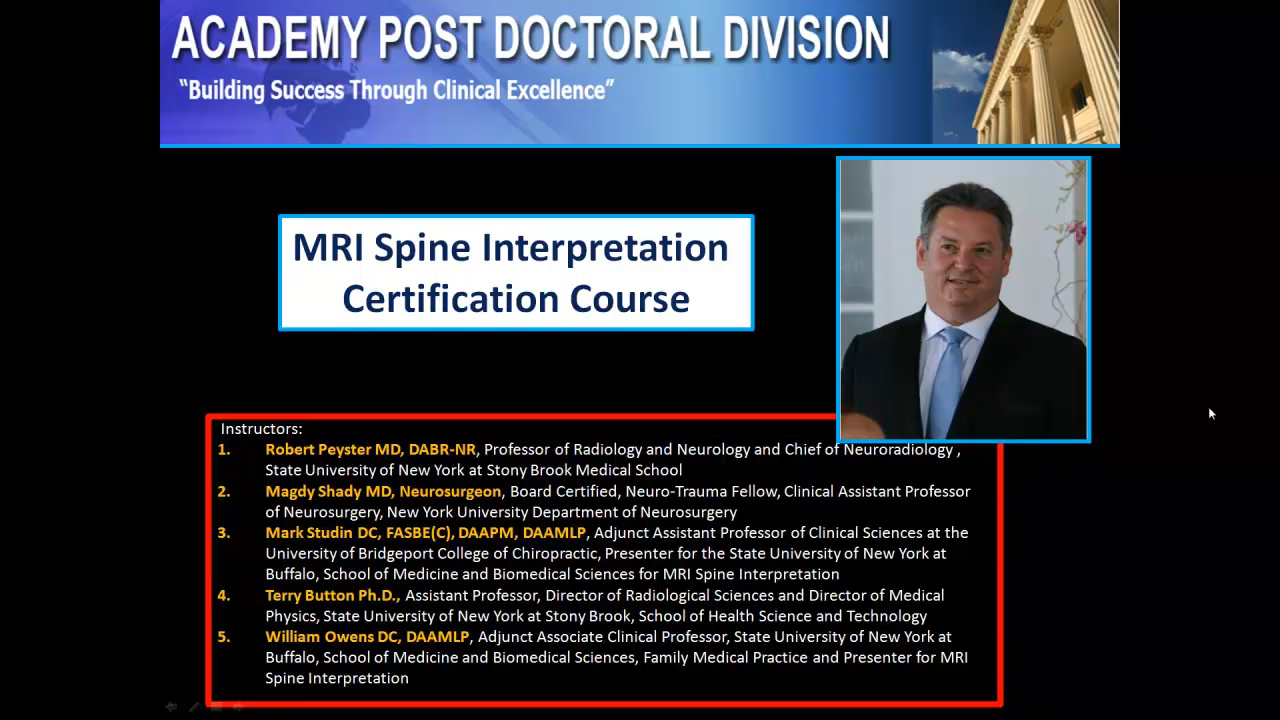 ACADEMY POST DOCTORAL DIVISION
“Building Success Through Clinical Excellence”
MRI Spine Interpretation
Certification Course
Instructors:
1. Robert Peyster MD, DABR-NR, Professor of Radiology and Neurology and Chief of Neuroradiology ,
State University of New York at Stony Brook Medical School
2. Magdy Shady MD, Neurosurgeon, Board Certified, Neuro-Trauma Fellow, Clinical Assistant Professor
of Neurosurgery, New York University Department of Neurosurgery
3. Mark Studin DC, FASBE(C), DAAPM, DAAMLP, Adjunct Assistant Professor of Clinical Sciences at the
University of Bridgeport College of Chiropractic, Presenter for the State University of New York at
Buffalo, School of Medicine and Biomedical Sciences for MRI Spine Interpretation
4. Terry Button Ph.D., Assistant Professor, Director of Radiological Sciences and Director of Medical
Physics, State University of New York at Stony Brook, School of Health Science and Technology
5. William Owens DC, DAAMLP, Adjunct Associate Clinical Professor, State University of New York at
Buffalo, School of Medicine and Biomedical Sciences, Family Medical Practice and Presenter for MRI
Spine Interpretation